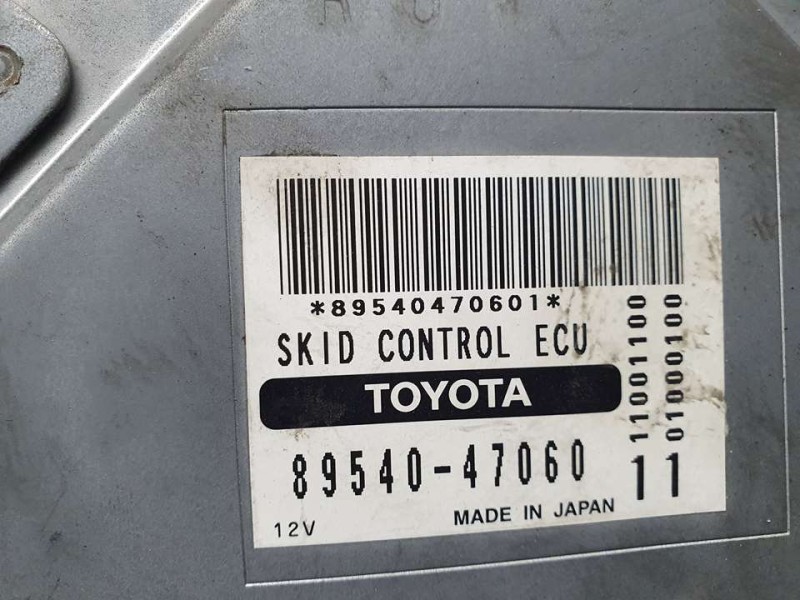 *89540470601*
SKID CONTROL ECU
TOYOTA
89540-47060
11
12V
MADE IN JAPAN
11001100
01000100